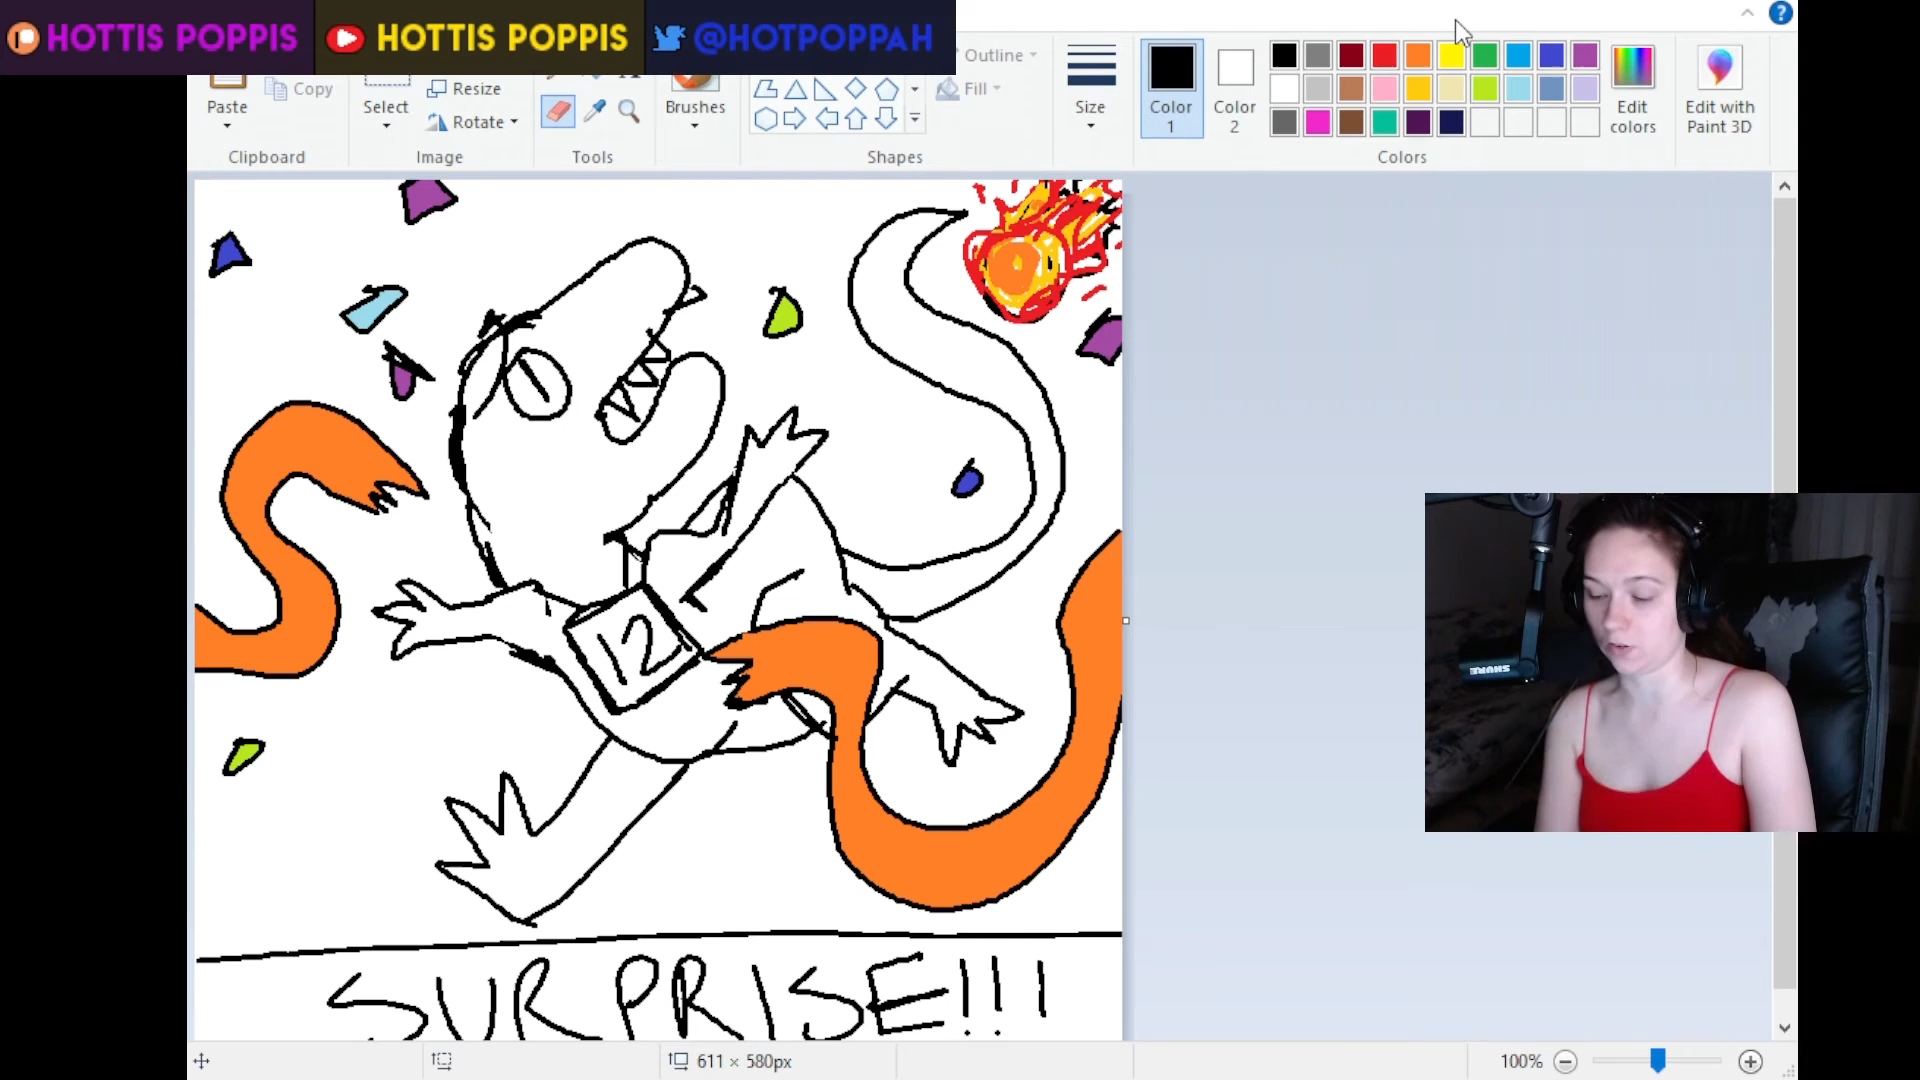 HOTTIS POPPIS HOTTIS POPPIS @HOTPOPPAH
Outline
Paste Copy Select Resize Rotate Brushes Fill Size Color 1 Color 2 Edit colors Edit with Paint 3D
Clipboard Image Tools Shapes Colors
12
SURPRISE!!!
SHURE
611 × 580px 100%